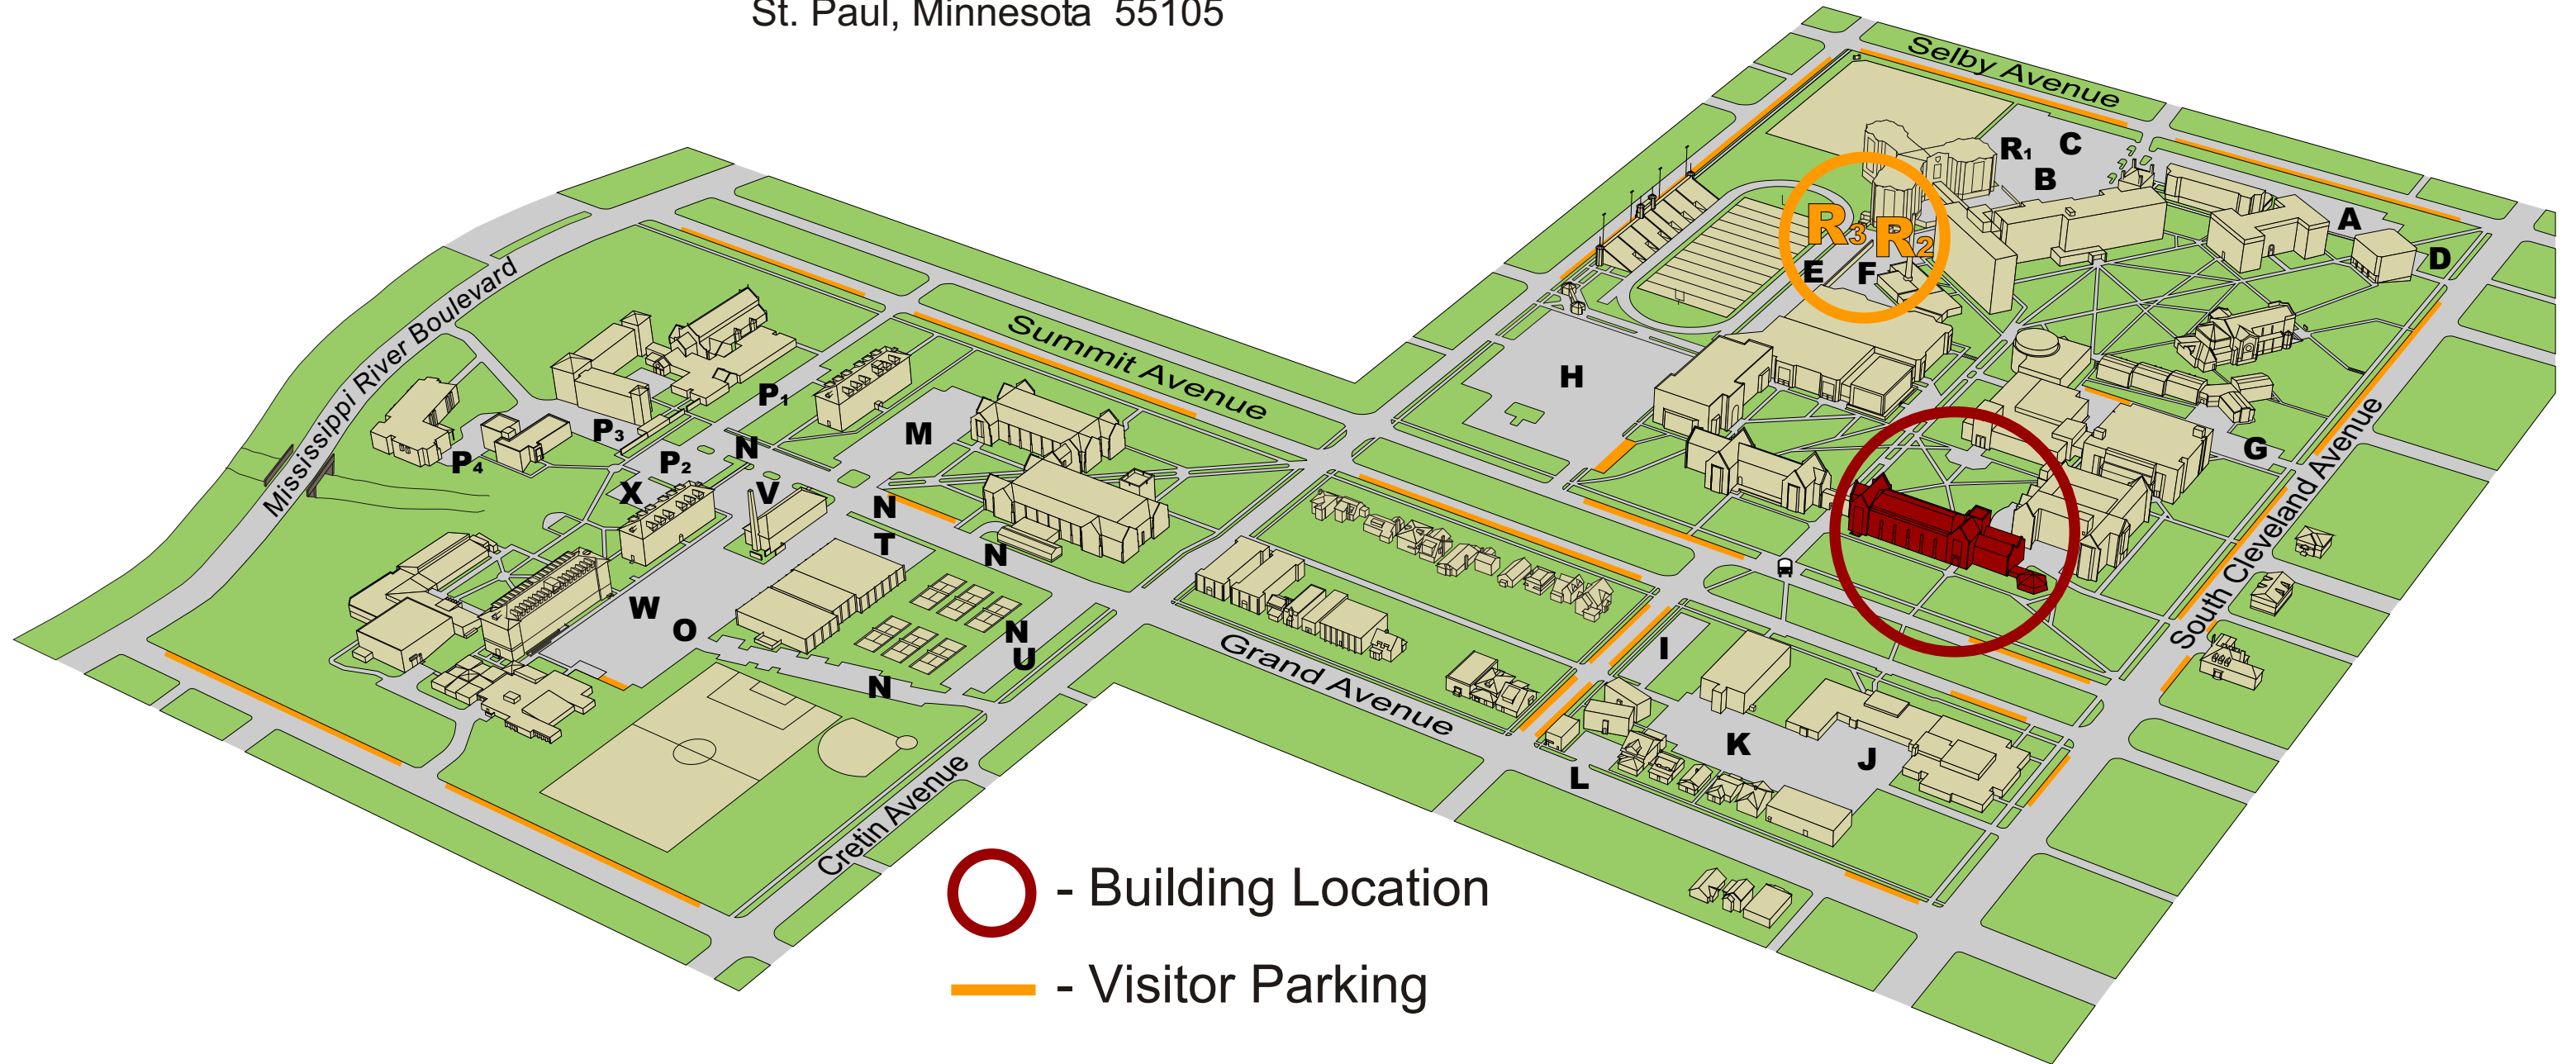 St. Paul, Minnesota 55105
Selby Avenue
R1
C
B
A
D
R3
R2
E
F
Mississippi River Boulevard
Summit Avenue
H
South Cleveland Avenue
G
P1
M
P3
N
P4
P2
X
V
N
T
N
W
O
N
U
N
Grand Avenue
I
K
J
L
Cretin Avenue
- Building Location
- Visitor Parking